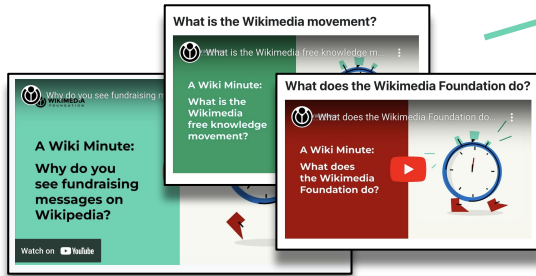 What is the Wikimedia movement?
What is the Wikimedia free knowledge m...
A Wiki Minute:
What is the
Wikimedia
free knowledge
movement?
Why do you see fundraising m
WIKIMEDIA
FOUNDATION
A Wiki Minute:
Why do you
see fundraising
messages on
Wikipedia?
Watch on YouTube
What does the Wikimedia Foundation do?
What does the Wikimedia Foundation do...
A Wiki Minute:
What does
the Wikimedia
Foundation do?